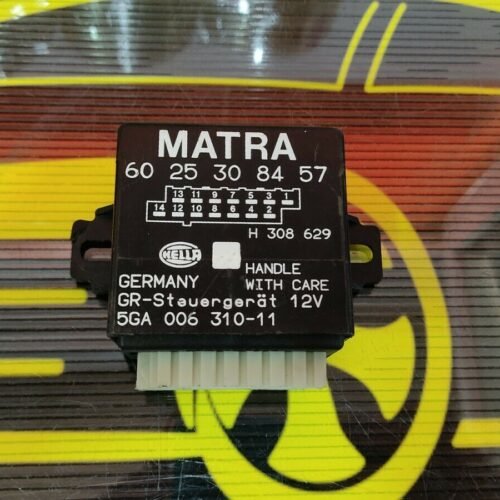 MATRA
60 25 30 84 57
13 11 9 7 5 3 1
14 12 10 8 6 4 2
H 308 629
HELLA
GERMANY
HANDLE
WITH CARE
GR-Steuergerät 12V
5GA 006 310-11